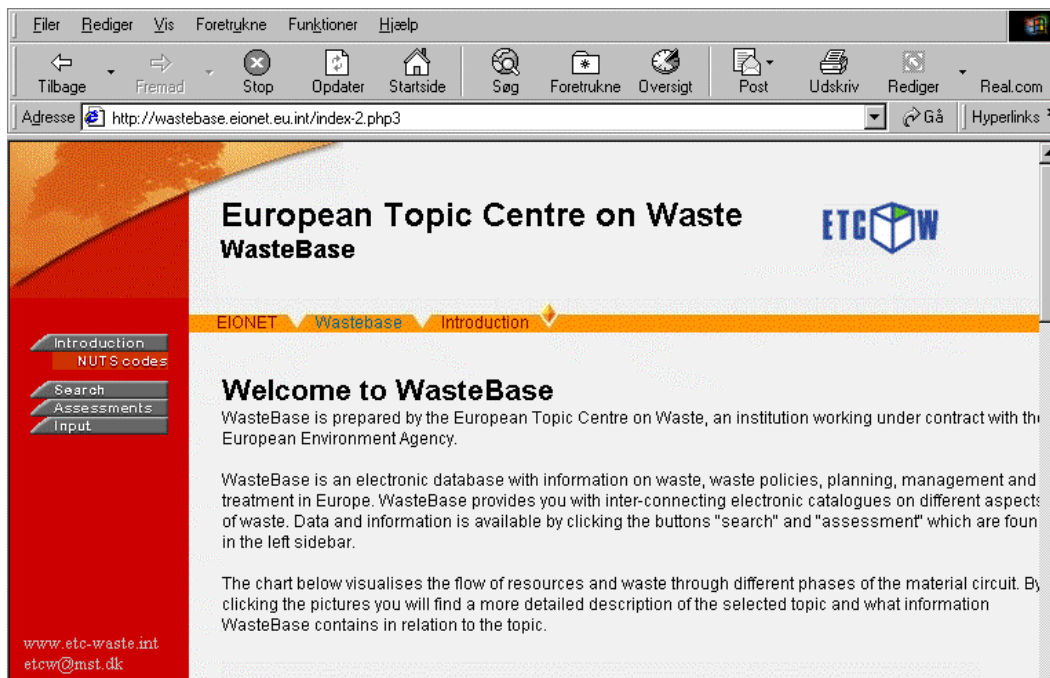 Filer Rediger Vis Foretrukne Funktioner Hjælp
Tilbage Fremad Stop Opdater Startside Søg Foretrukne Oversigt Post Udskriv Rediger Real.com
Adresse http://wastebase.eionet.eu.int/index-2.php3 Gå Hyperlinks
European Topic Centre on Waste
WasteBase
ETC W
EIONET Wastebase Introduction
Introduction
NUTS codes
Search
Assessments
Input
Welcome to WasteBase
WasteBase is prepared by the European Topic Centre on Waste, an institution working under contract with the
European Environment Agency.
WasteBase is an electronic database with information on waste, waste policies, planning, management and
treatment in Europe. WasteBase provides you with inter-connecting electronic catalogues on different aspects
of waste. Data and information is available by clicking the buttons "search" and "assessment" which are foun
in the left sidebar.
The chart below visualises the flow of resources and waste through different phases of the material circuit. By
clicking the pictures you will find a more detailed description of the selected topic and what information
WasteBase contains in relation to the topic.
www.etc-waste.int
etcw@mst.dk